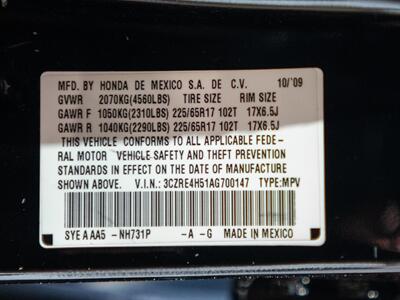 MFD. BY HONDA DE MEXICO S.A. DE C.V. 10/'09
GVWR 2070KG(4560LBS) TIRE SIZE RIM SIZE
GAWR F 1050KG(2310LBS) 225/65R17 102T 17X6.5J
GAWR R 1040KG(2290LBS) 225/65R17 102T 17X6.5J
THIS VEHICLE CONFORMS TO ALL APPLICABLE FEDE-
RAL MOTOR VEHICLE SAFETY AND THEFT PREVENTION
STANDARDS IN EFFECT ON THE DATE OF MANUFACTURE
SHOWN ABOVE. V.I.N.: 3CZRE4H51AG700147 TYPE:MPV
SYE A AA5 -NH731P -A -G MADE IN MEXICO